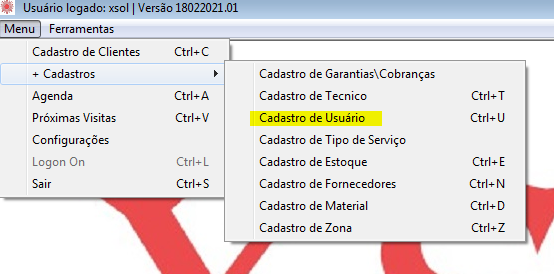 Usuário logado: xsol | Versão 18022021.01
Menu Ferramentas
Cadastro de Clientes Ctrl+C
+ Cadastros
Agenda Ctrl+A
Próximas Visitas Ctrl+V
Configurações
Logon On Ctrl+L
Sair Ctrl+S
Cadastro de Garantias\Cobranças
Cadastro de Tecnico Ctrl+T
Cadastro de Usuário Ctrl+U
Cadastro de Tipo de Serviço
Cadastro de Estoque Ctrl+E
Cadastro de Fornecedores Ctrl+N
Cadastro de Material Ctrl+D
Cadastro de Zona Ctrl+Z